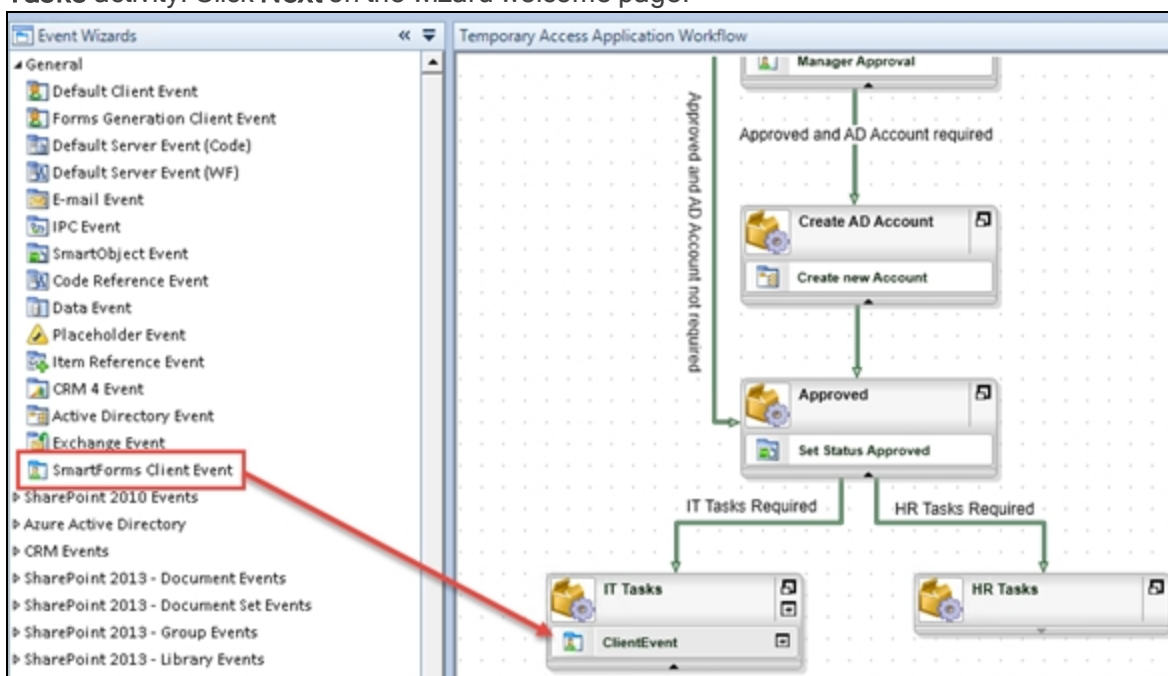 Tasks activity. Click Next on the wizard welcome page.
Event Wizards
General
Default Client Event
Forms Generation Client Event
Default Server Event (Code)
Default Server Event (WF)
E-mail Event
IPC Event
SmartObject Event
Code Reference Event
Data Event
Placeholder Event
Item Reference Event
CRM 4 Event
Active Directory Event
Exchange Event
SmartForms Client Event
SharePoint 2010 Events
Azure Active Directory
CRM Events
SharePoint 2013 - Document Events
SharePoint 2013 - Document Set Events
SharePoint 2013 - Group Events
SharePoint 2013 - Library Events
Temporary Access Application Workflow
Manager Approval
Approved and AD Account required
Approved and AD Account not required
Create AD Account
Create new Account
Approved
Set Status Approved
IT Tasks Required
HR Tasks Required
IT Tasks
ClientEvent
HR Tasks